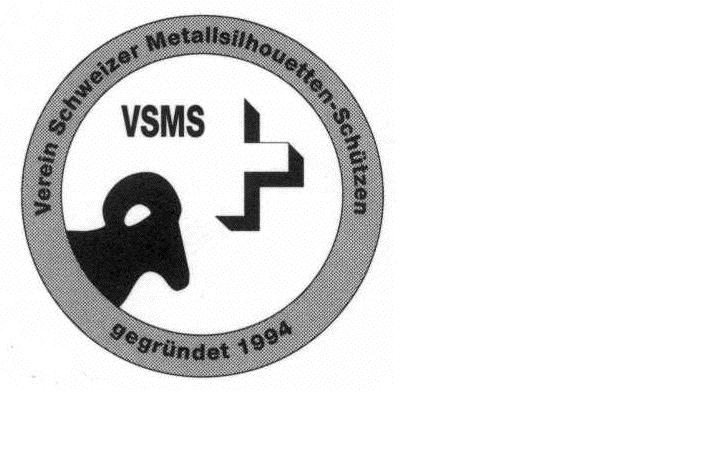 Verein Schweizer Metallsilhouetten-Schützen
VSMS
gegründet 1994